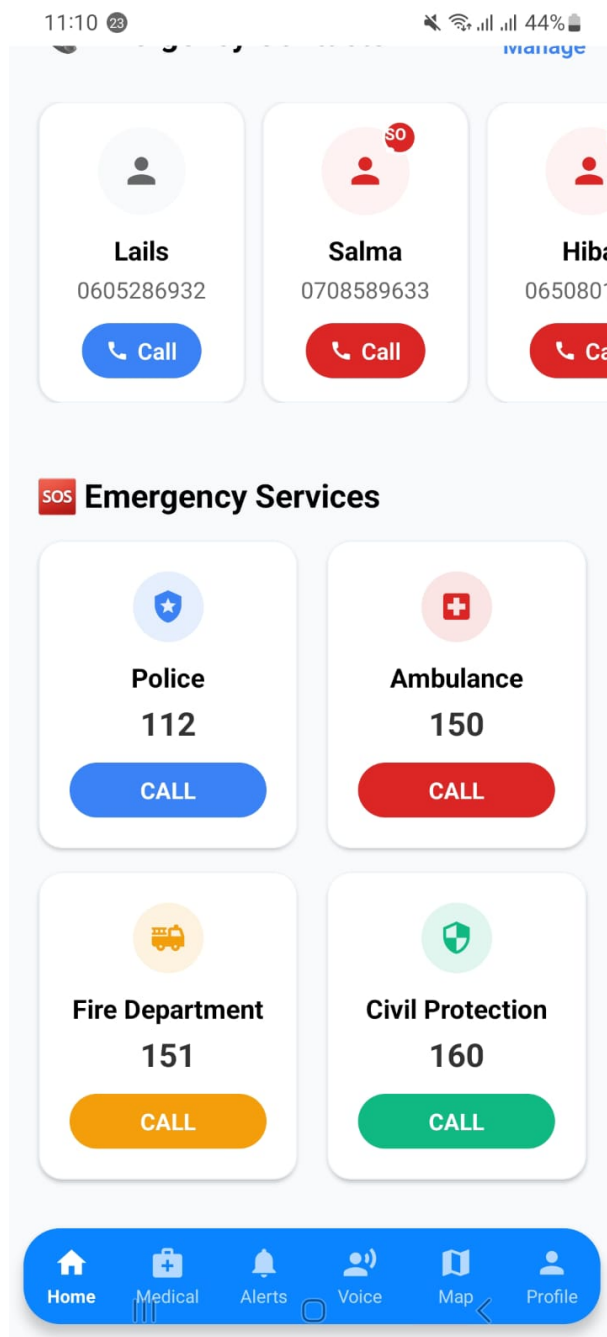 11:10 23 44%
Manage
SO
Lails
Salma
0605286932
0708589633
Call
Call
SOS Emergency Services
Police
Ambulance
112
150
CALL
CALL
Fire Department
Civil Protection
151
160
CALL
CALL
Home Medical Alerts Voice Map Profile